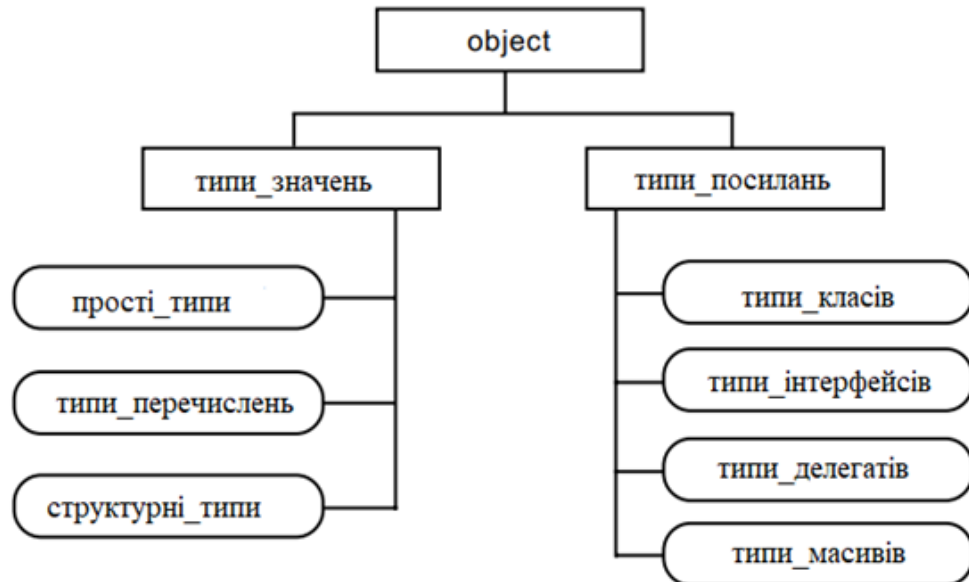 object
типи_значень
типи_посилань
прості_типи
типи_перечислень
структурні_типи
типи_класів
типи_інтерфейсів
типи_делегатів
типи_масивів